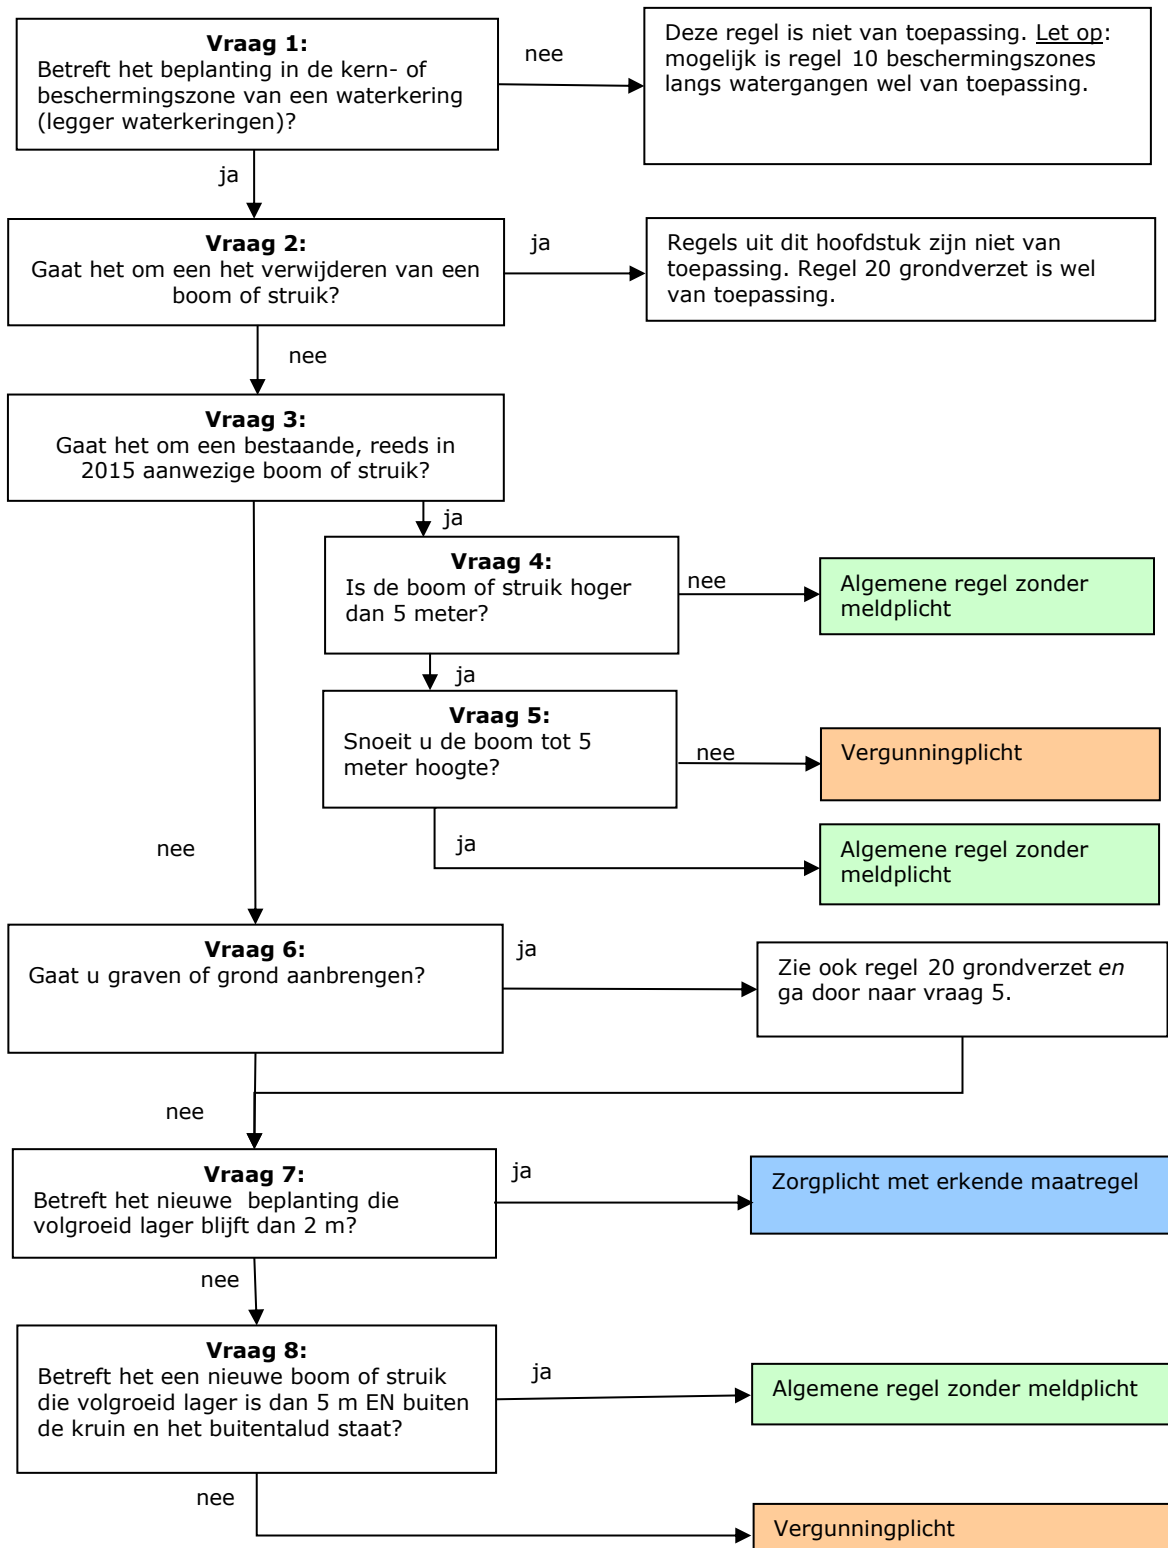 Vraag 1:
Betreft het beplanting in de kern- of
beschermingszone van een waterkering
(legger waterkeringen)?
nee
Deze regel is niet van toepassing. Let op:
mogelijk is regel 10 beschermingszones
langs watergangen wel van toepassing.
ja
Vraag 2:
Gaat het om een het verwijderen van een
boom of struik?
ja
Regels uit dit hoofdstuk zijn niet van
toepassing. Regel 20 grondverzet is wel
van toepassing.
nee
Vraag 3:
Gaat het om een bestaande, reeds in
2015 aanwezige boom of struik?
ja
Vraag 4:
Is de boom of struik hoger
dan 5 meter?
nee
Algemene regel zonder
meldplicht
ja
Vraag 5:
Snoeit u de boom tot 5
meter hoogte?
nee
Vergunningplicht
ja
Algemene regel zonder
meldplicht
nee
Vraag 6:
Gaat u graven of grond aanbrengen?
ja
Zie ook regel 20 grondverzet en
ga door naar vraag 5.
nee
Vraag 7:
Betreft het nieuwe  beplanting die
volgroeid lager blijft dan 2 m?
ja
Zorgplicht met erkende maatregel
nee
Vraag 8:
Betreft het een nieuwe boom of struik
die volgroeid lager is dan 5 m EN buiten
de kruin en het buitentalud staat?
ja
Algemene regel zonder meldplicht
nee
Vergunningplicht